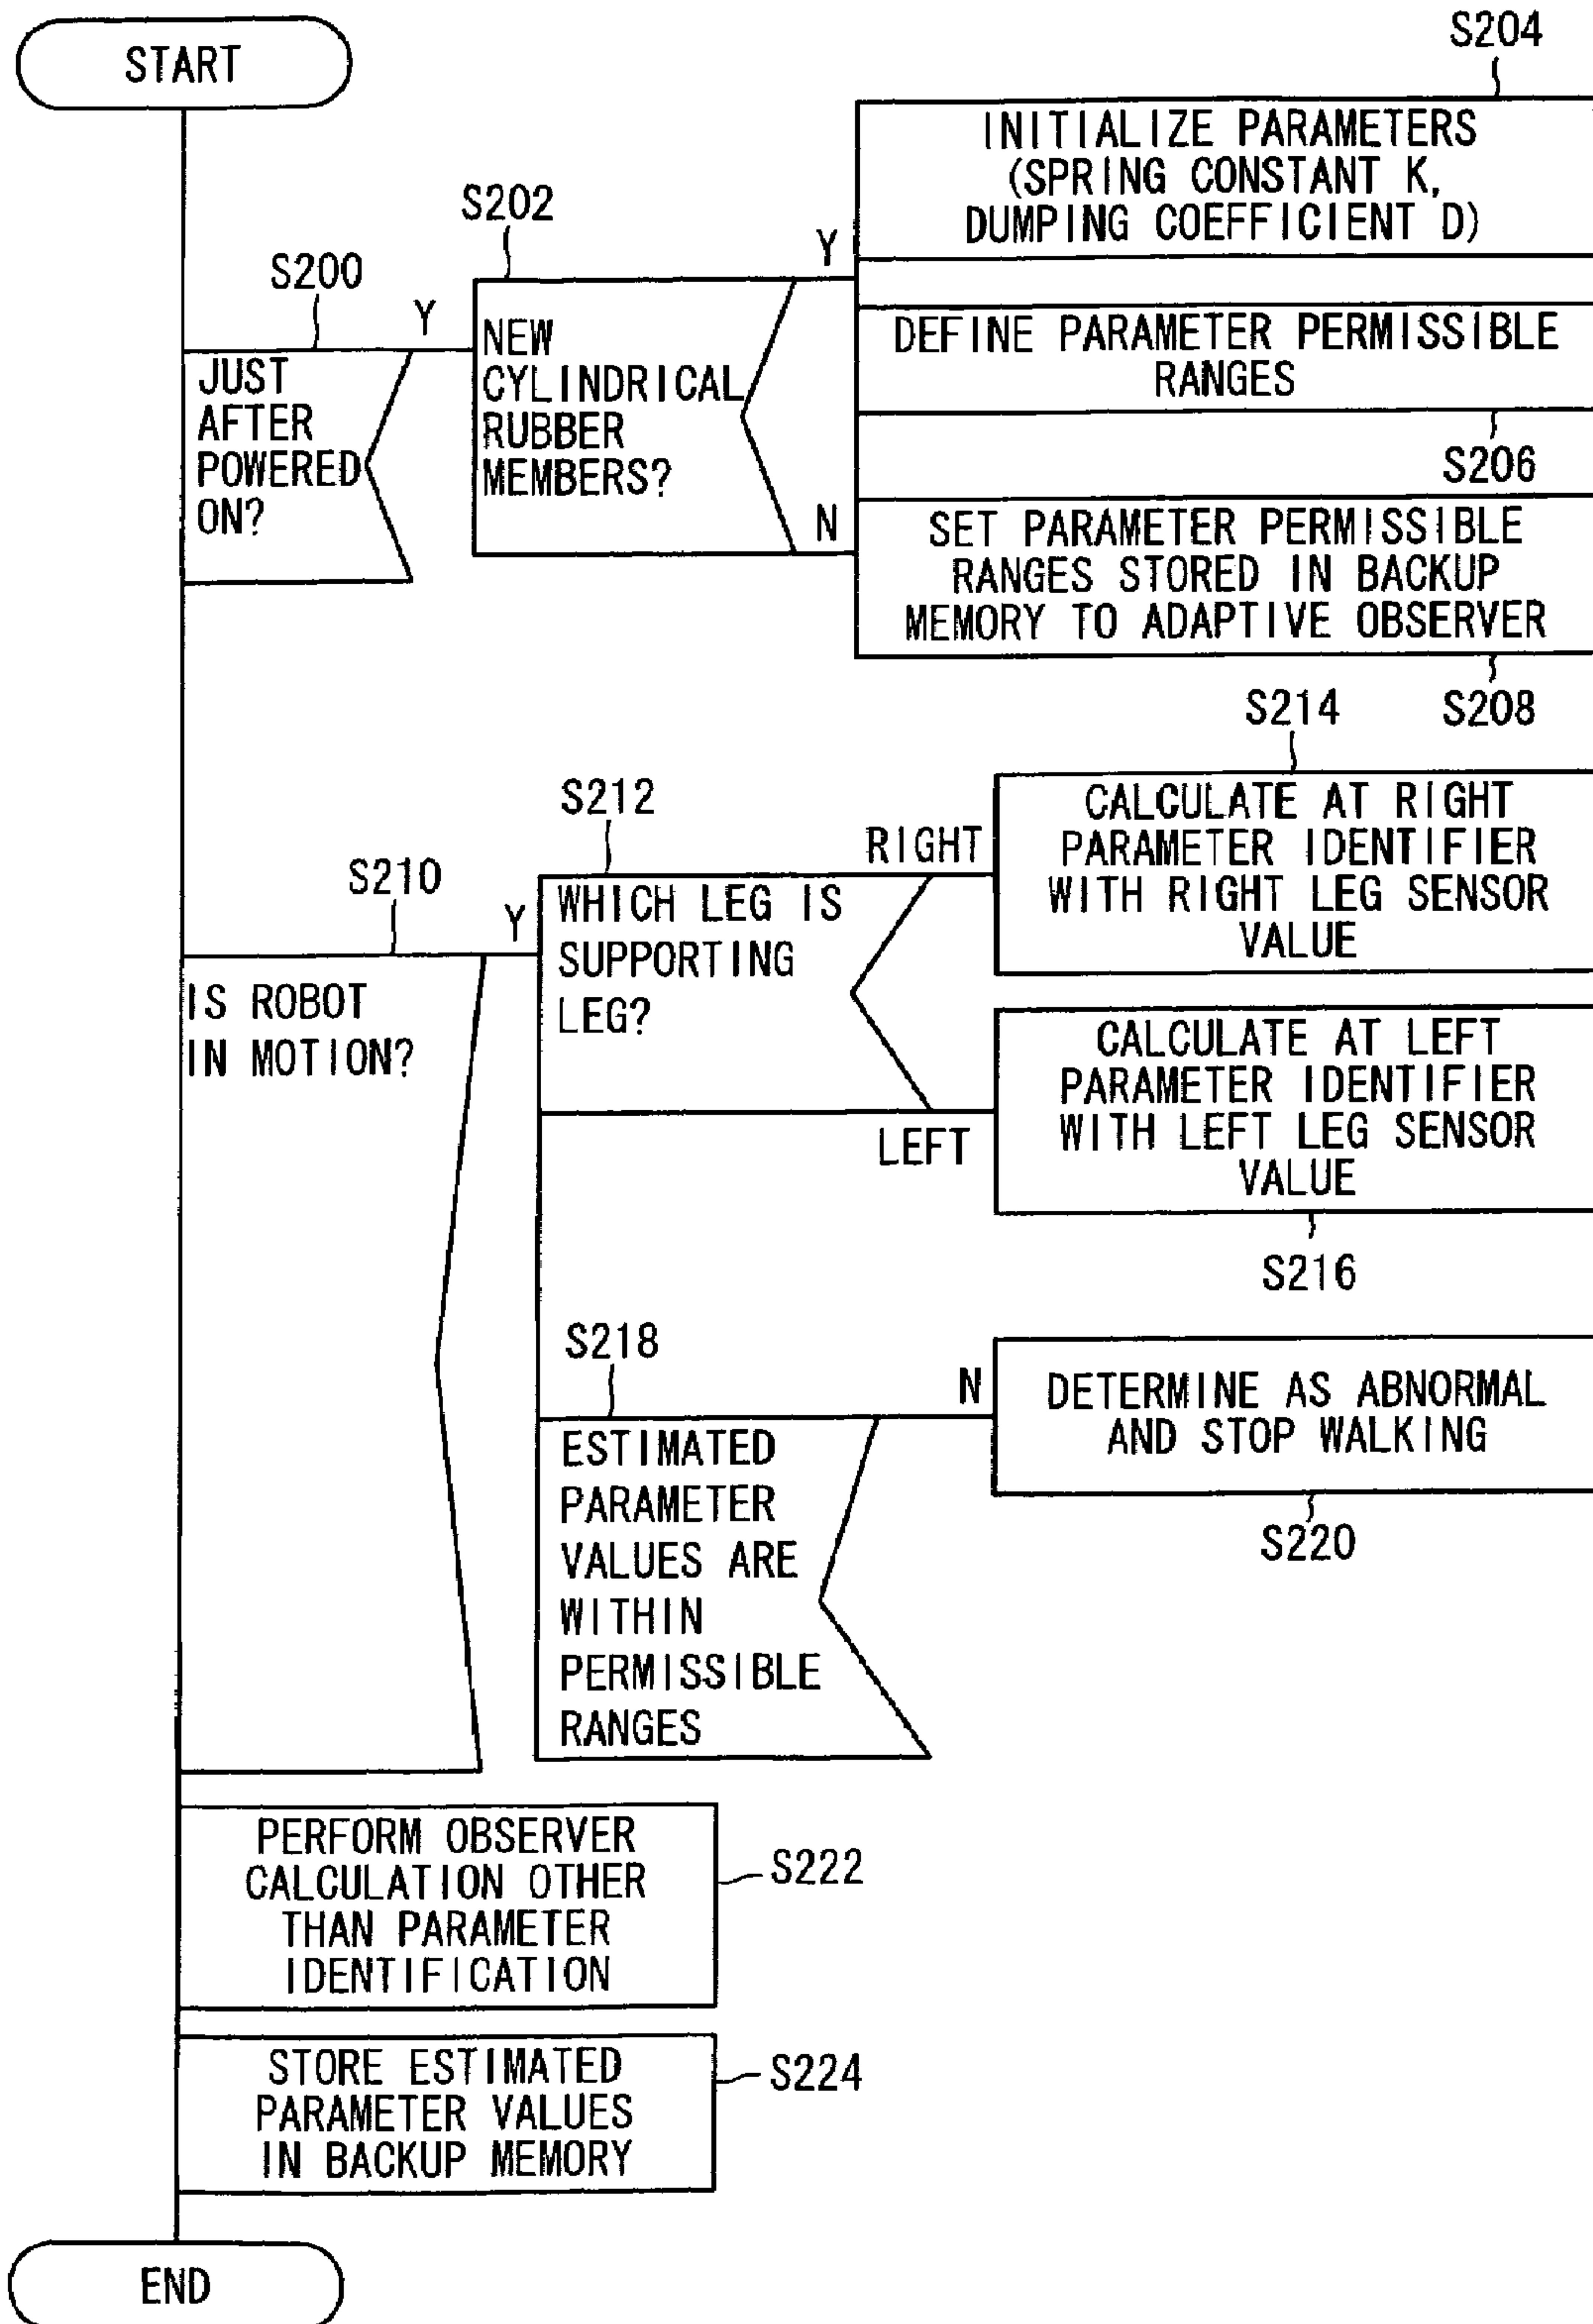 START
S204
INITIALIZE PARAMETERS
(SPRING CONSTANT K,
DUMPING COEFFICIENT D)
S202
Y
S200
Y
NEW
CYLINDRICAL
RUBBER
MEMBERS?
JUST
AFTER
POWERED
ON?
DEFINE PARAMETER PERMISSIBLE
RANGES
S206
N
SET PARAMETER PERMISSIBLE
RANGES STORED IN BACKUP
MEMORY TO ADAPTIVE OBSERVER
S208
S214
S212
RIGHT
CALCULATE AT RIGHT
PARAMETER IDENTIFIER
WITH RIGHT LEG SENSOR
VALUE
S210
Y
WHICH LEG IS
SUPPORTING
LEG?
IS ROBOT
IN MOTION?
LEFT
CALCULATE AT LEFT
PARAMETER IDENTIFIER
WITH LEFT LEG SENSOR
VALUE
S216
S218
N
DETERMINE AS ABNORMAL
AND STOP WALKING
S220
ESTIMATED
PARAMETER
VALUES ARE
WITHIN
PERMISSIBLE
RANGES
PERFORM OBSERVER
CALCULATION OTHER
THAN PARAMETER
IDENTIFICATION
S222
STORE ESTIMATED
PARAMETER VALUES
IN BACKUP MEMORY
S224
END